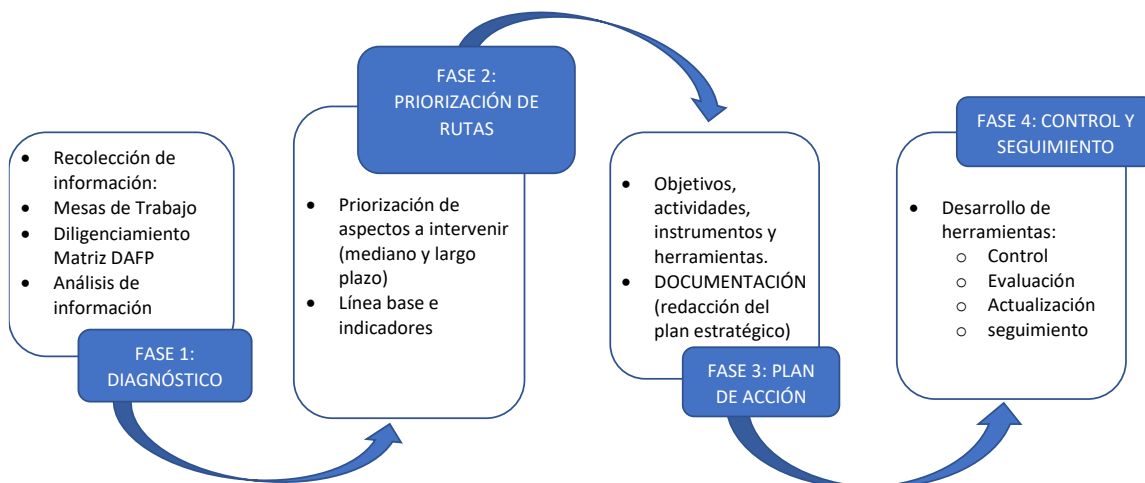 Recolección de
información:
Mesas de Trabajo
Diligenciamiento
Matriz DAFP
Análisis de
información
FASE 1:
DIAGNÓSTICO
FASE 2:
PRIORIZACIÓN DE
RUTAS
Priorización de
aspectos a intervenir
(mediano y largo
plazo)
Línea base e
indicadores
Objetivos,
actividades,
instrumentos y
herramientas.
DOCUMENTACIÓN
(redacción del
plan estratégico)
FASE 3: PLAN
DE ACCIÓN
FASE 4: CONTROL Y
SEGUIMIENTO
Desarrollo de
herramientas:
Control
Evaluación
Actualización
seguimiento